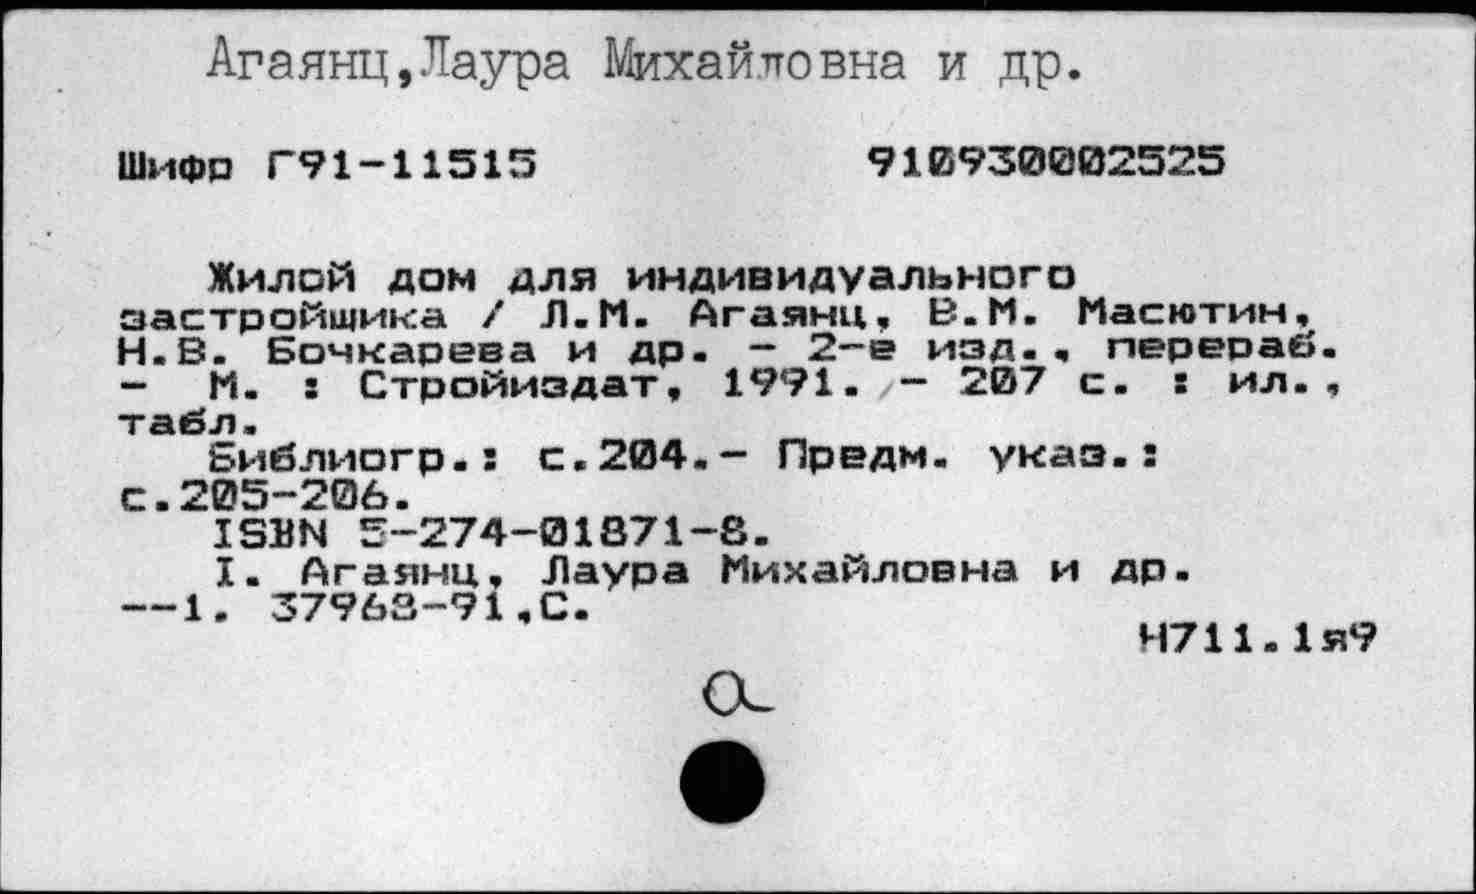 Агаянц,Лаура Михайловна и др.
Шифр Г91-11515 910930002525
Жилой дом для индивидуального
застройщика / Л.М. Агаянц, В.М. Масютин,
Н.В. Бочкарева и др. - 2-е изд., перераб.
- М. : Стройиздат, 1991. - 207 с. : ил.,
табл.
Библиогр.: с.204.- Предм. указ.:
с.205-206.
ISBN 5-274-01871-8.
I. Агаянц, Лаура Михайловна и др.
--1. 37968-91,С.
Н711.1я9
а